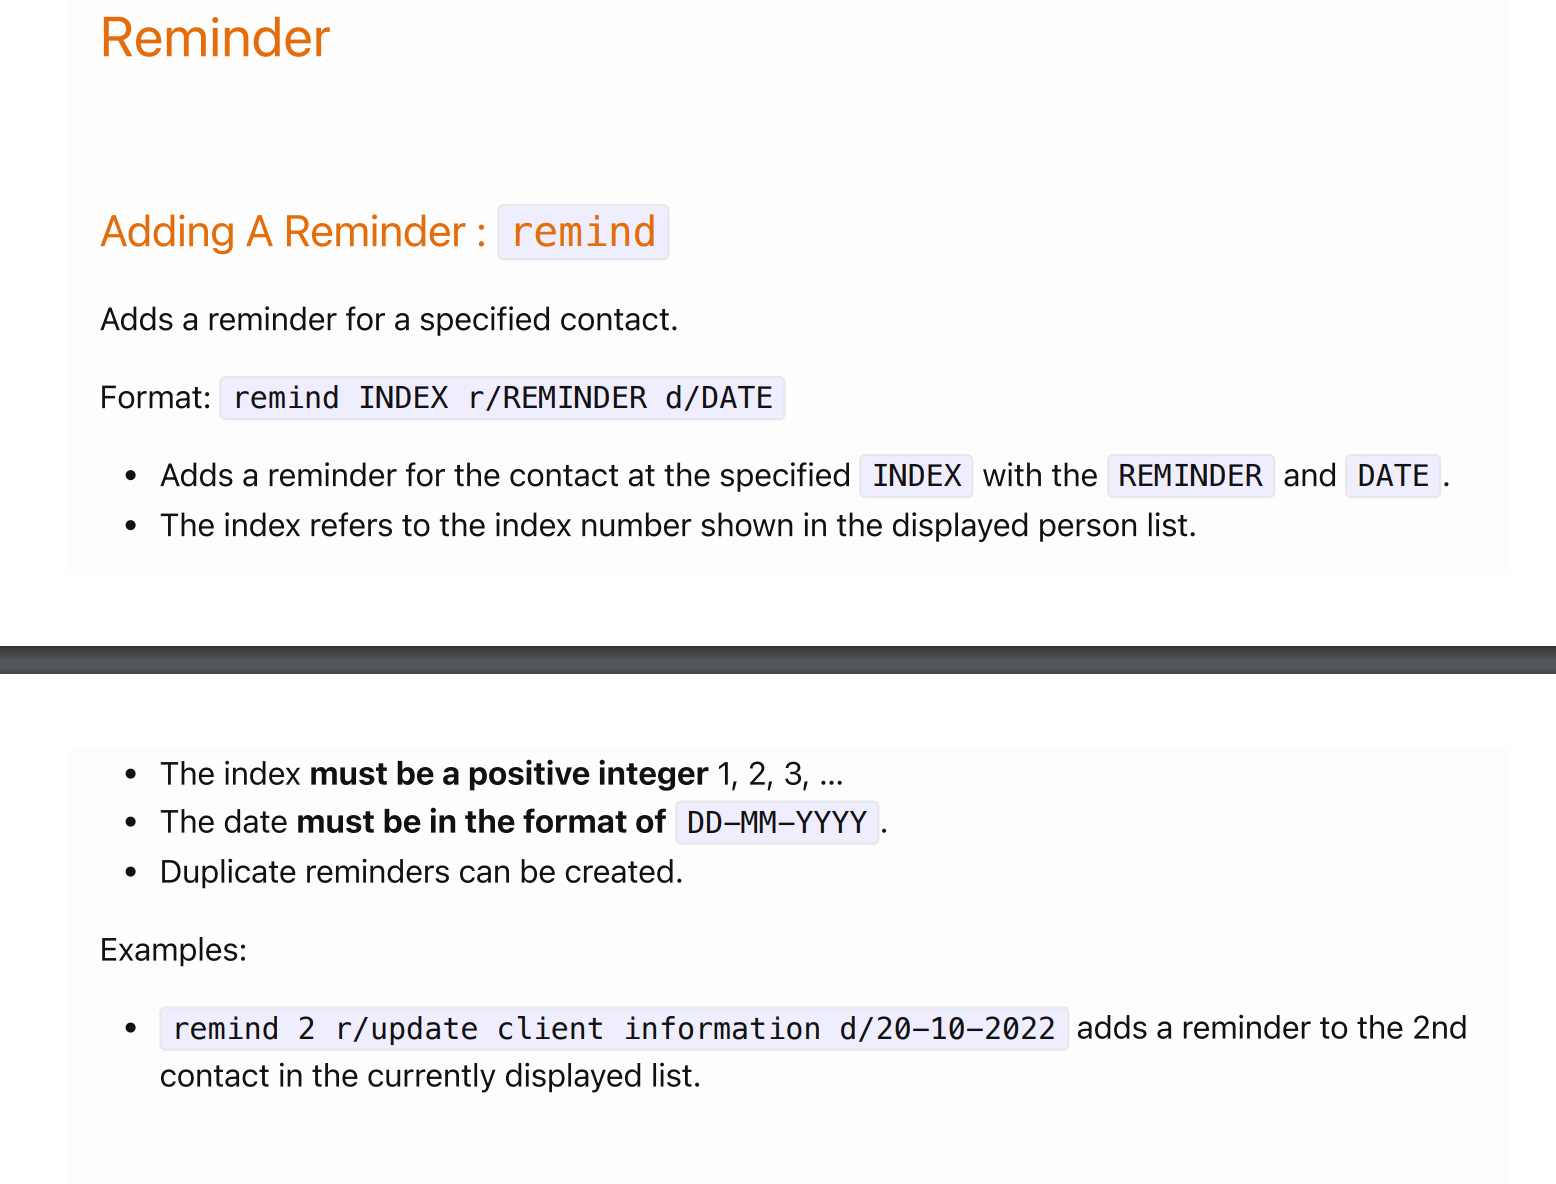 Reminder
Adding A Reminder : remind
Adds a reminder for a specified contact.
Format: remind INDEX r/REMINDER d/DATE
• Adds a reminder for the contact at the specified INDEX with the REMINDER and DATE .
• The index refers to the index number shown in the displayed person list.
• The index must be a positive integer 1, 2, 3, …
• The date must be in the format of DD-MM-YYYY .
• Duplicate reminders can be created.
Examples:
• remind 2 r/update client information d/20-10-2022 adds a reminder to the 2nd
contact in the currently displayed list.